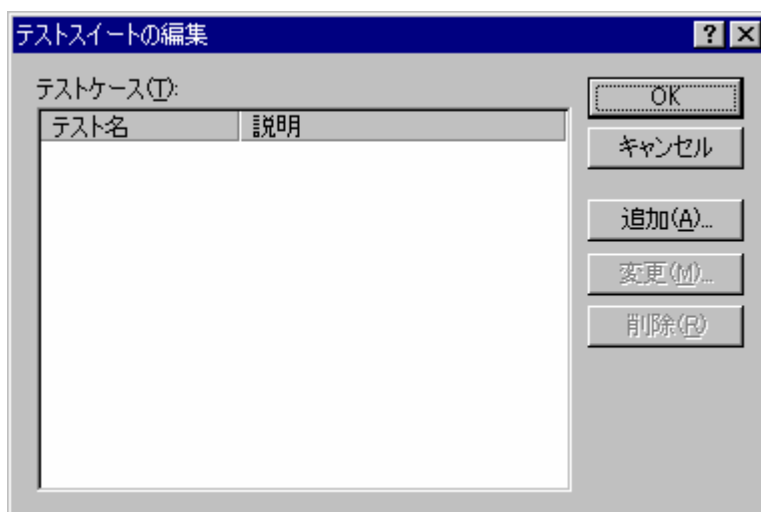 テストスイートの編集
テストケース(T):
テスト名 説明
OK
キャンセル
追加(A)...
変更(M)...
削除(R)